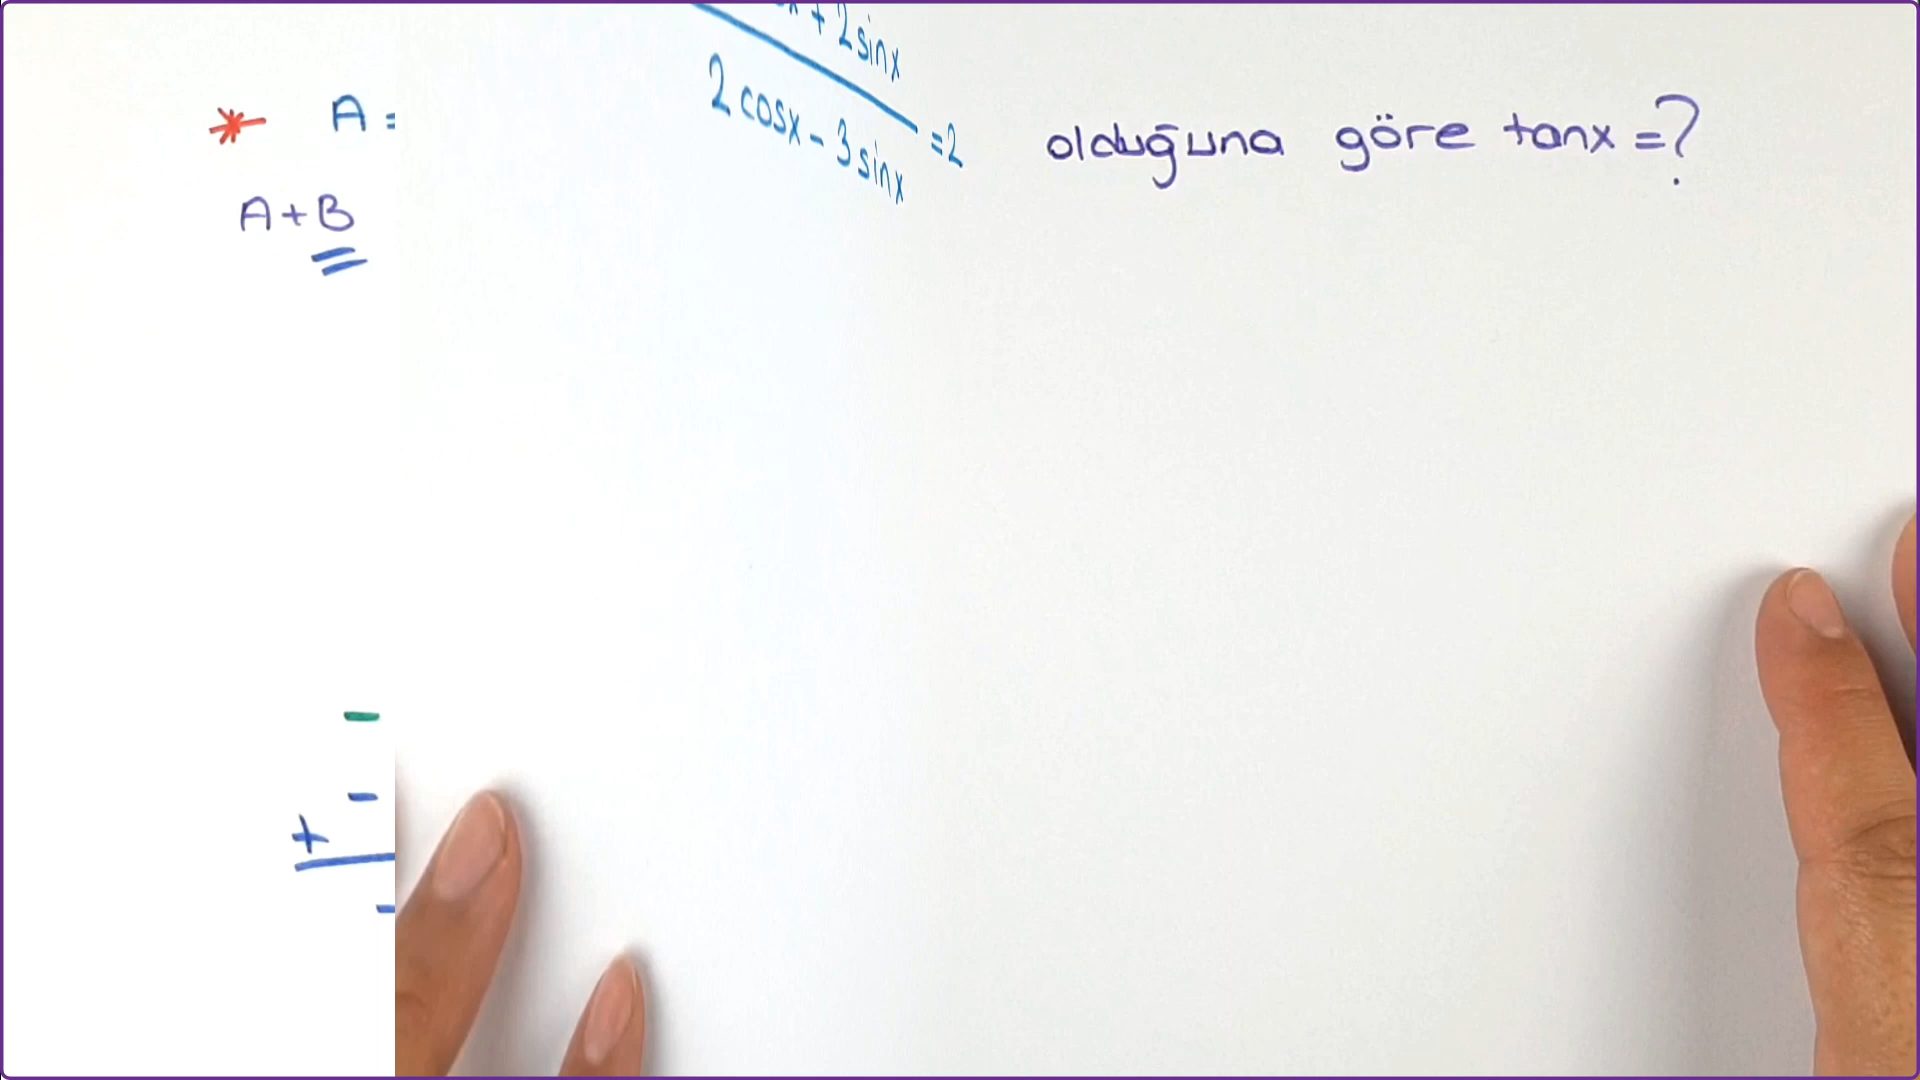 A =
A + B
+ 2 sinx
2 cosx - 3 sinx
= 2
olduğuna göre tanx = ?
-
-
+
-